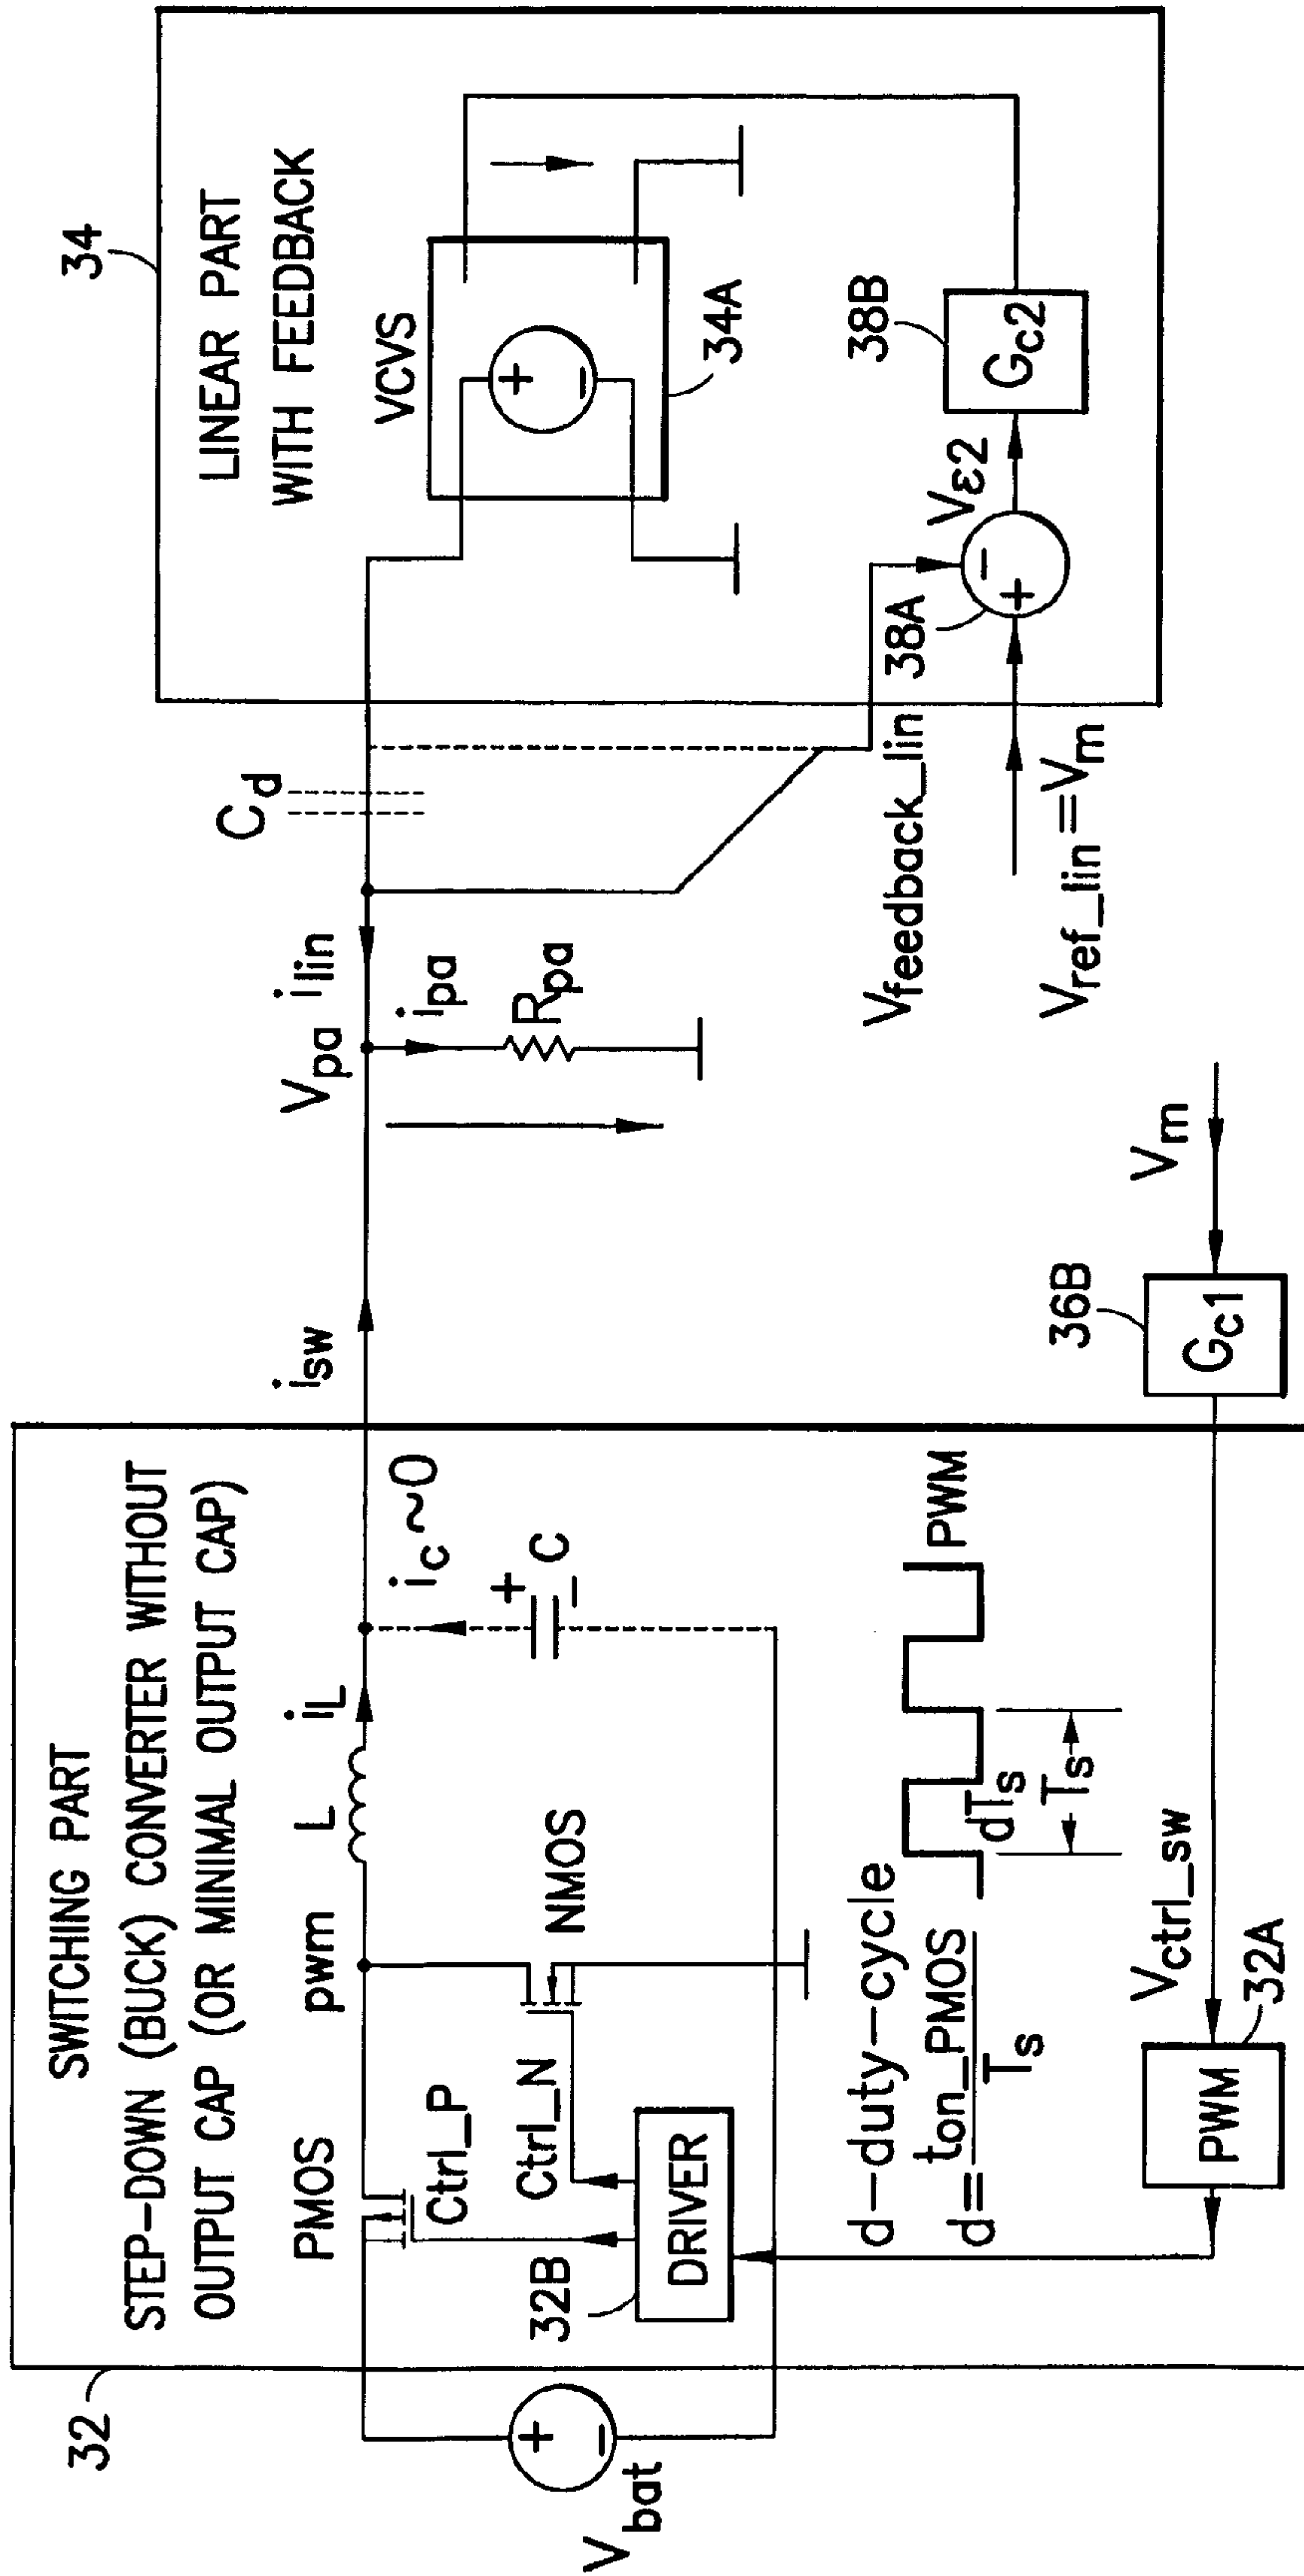 32
SWITCHING PART
STEP-DOWN (BUCK) CONVERTER WITHOUT
OUTPUT CAP (OR MINIMAL OUTPUT CAP)
PMOS
pwm
L
iL
ic~0
+
C
-
Ctrl_P
Ctrl_N
NMOS
+
-
Vbat
32B
DRIVER
d-duty-cycle
d= ton_PMOS
Ts
dTs
Ts
PWM
PWM
32A
Vctrl_sw
36B
Gc1
Vm
isw
Vpa
ilin
ipa
Rpa
Cd
34
LINEAR PART
WITH FEEDBACK
VCVS
+
-
34A
Vfeedback_lin
38A
-
+
Vε2
38B
Gc2
Vref_lin=Vm